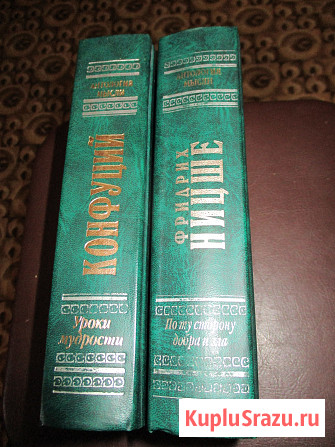 АНТОЛОГИЯ
МЫСЛИ
КОНФУЦИЙ
Уроки
мудрости
АНТОЛОГИЯ
МЫСЛИ
ФРИДРИХ
НИЦШЕ
По ту сторону
добра и зла
KupluSrazu.ru